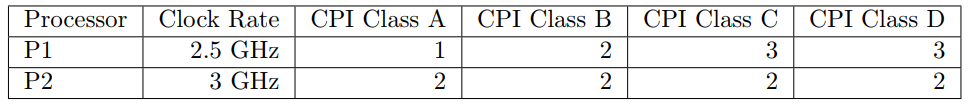 Processor Clock Rate CPI Class A CPI Class B CPI Class C CPI Class D
P1 2.5 GHz 1 2 3 3
P2 3 GHz 2 2 2 2